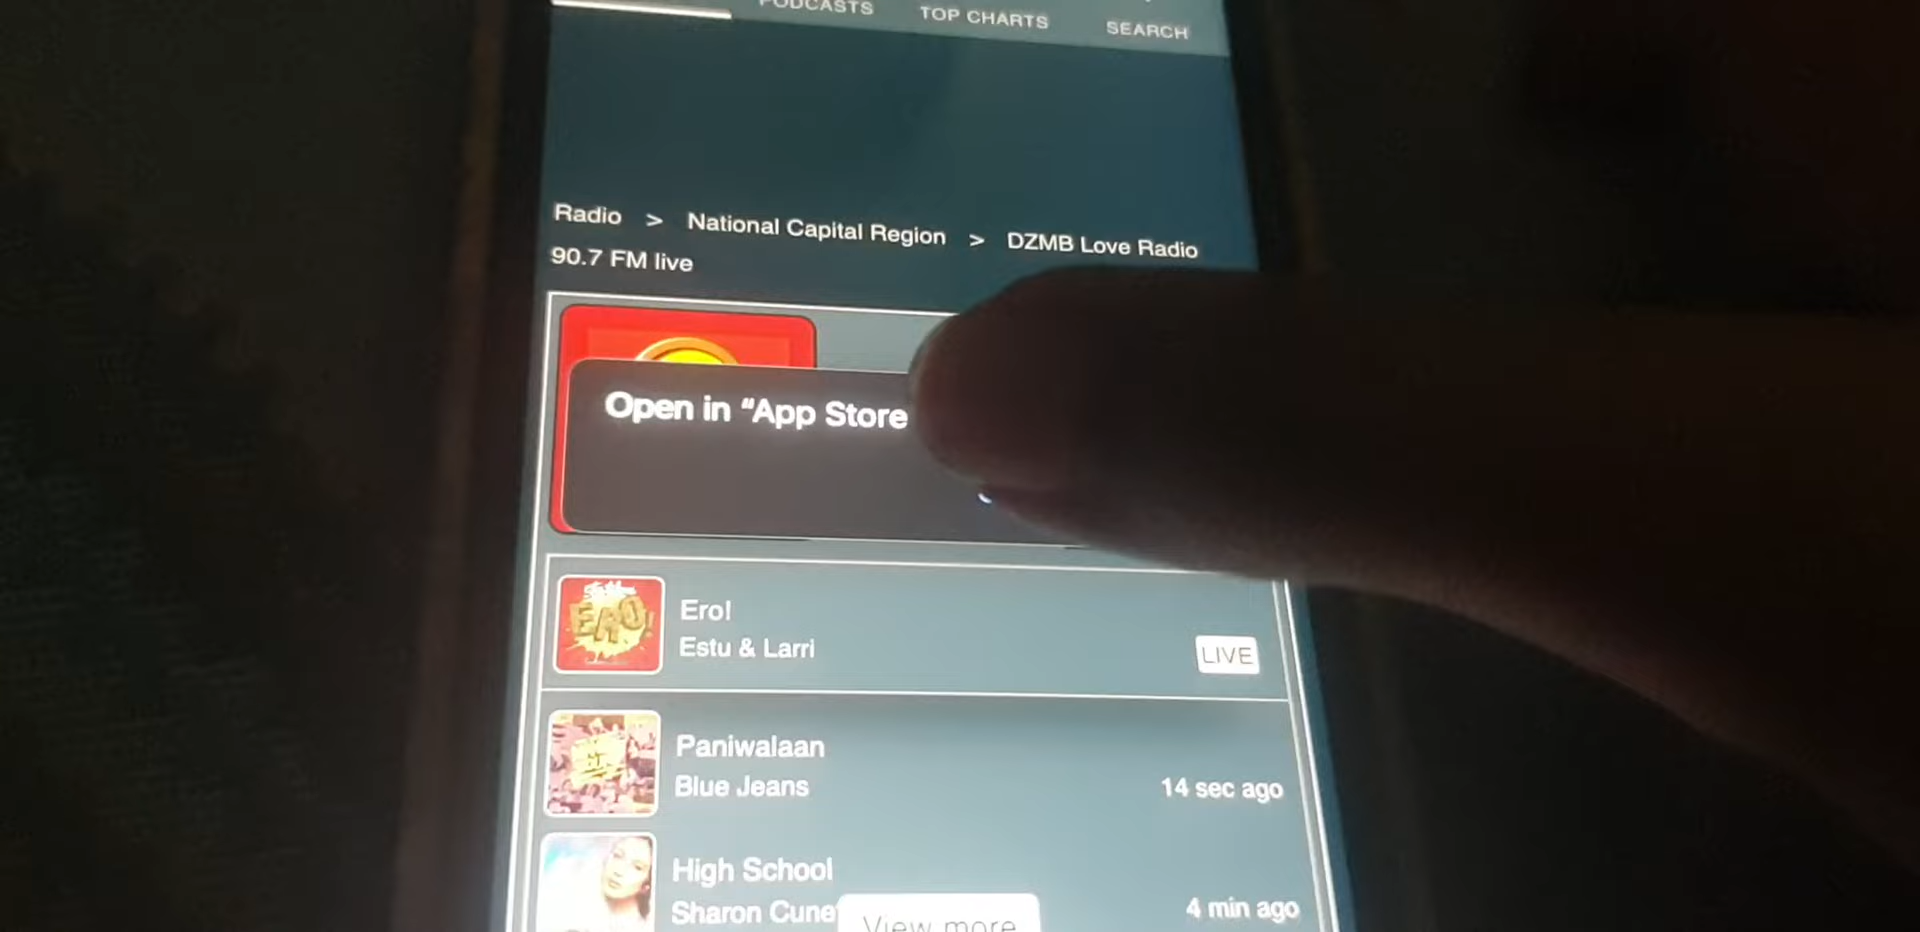 PODCASTS
TOP CHARTS
SEARCH
Radio > National Capital Region > DZMB Love Radio
90.7 FM live
Open in “App Store
ERO!
Erol
Estu & Larri
LIVE
Paniwalaan
Blue Jeans
14 sec ago
High School
Sharon Cune
4 min ago
View more